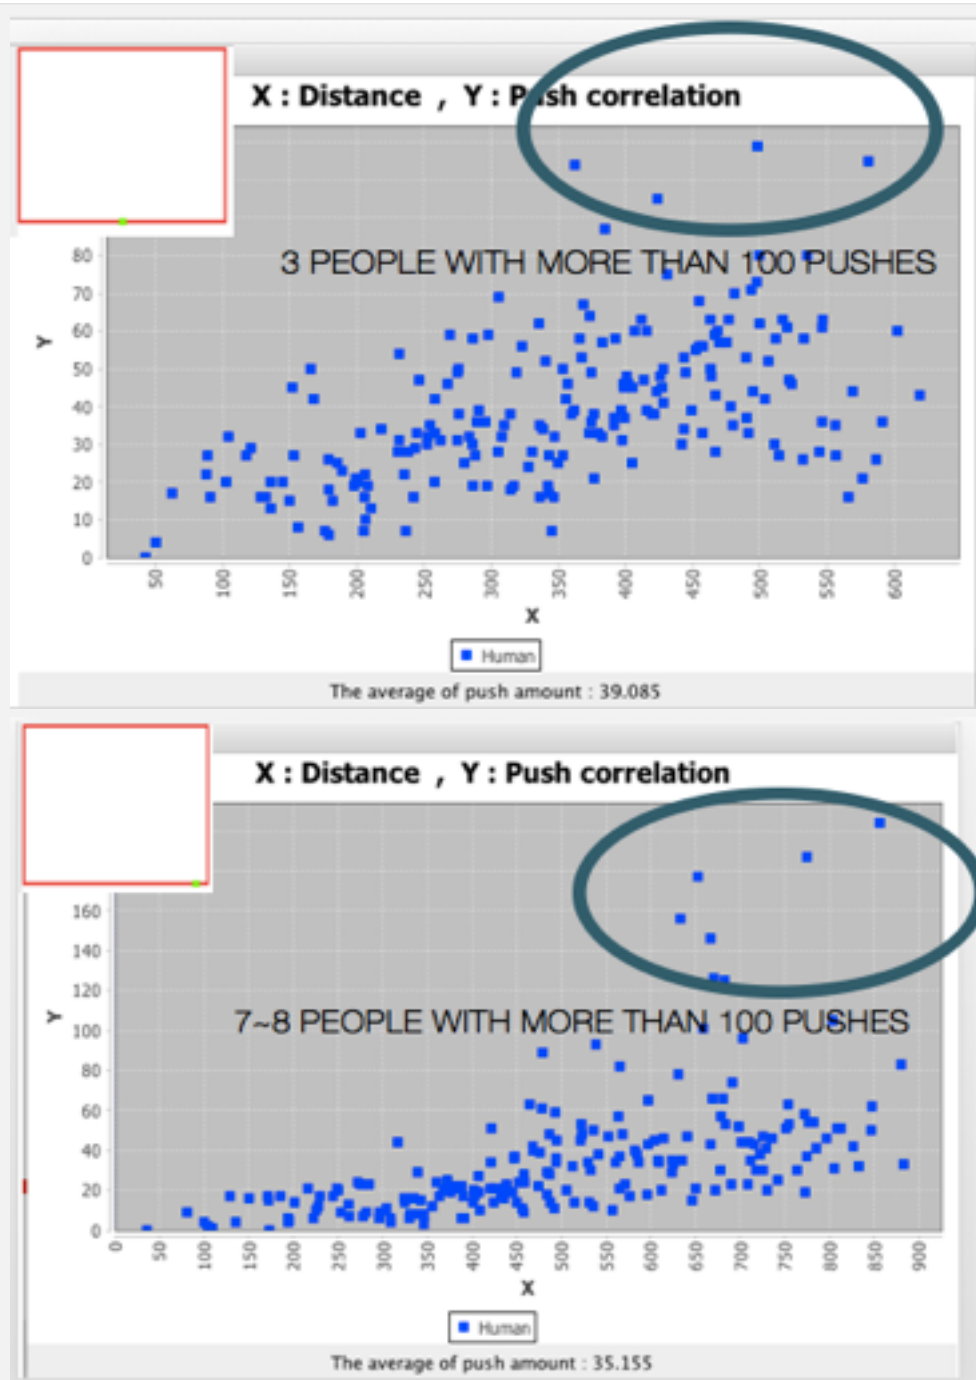 X : Distance , Y : Push correlation
3 PEOPLE WITH MORE THAN 100 PUSHES
Y
80
70
60
50
40
30
20
10
0
50 100 150 200 250 300 350 400 450 500 550 600
X
Human
The average of push amount : 39.085
X : Distance , Y : Push correlation
7~8 PEOPLE WITH MORE THAN 100 PUSHES
Y
160
140
120
100
80
60
40
20
0
0 50 100 150 200 250 300 350 400 450 500 550 600 650 700 750 800 850 900
X
Human
The average of push amount : 35.155